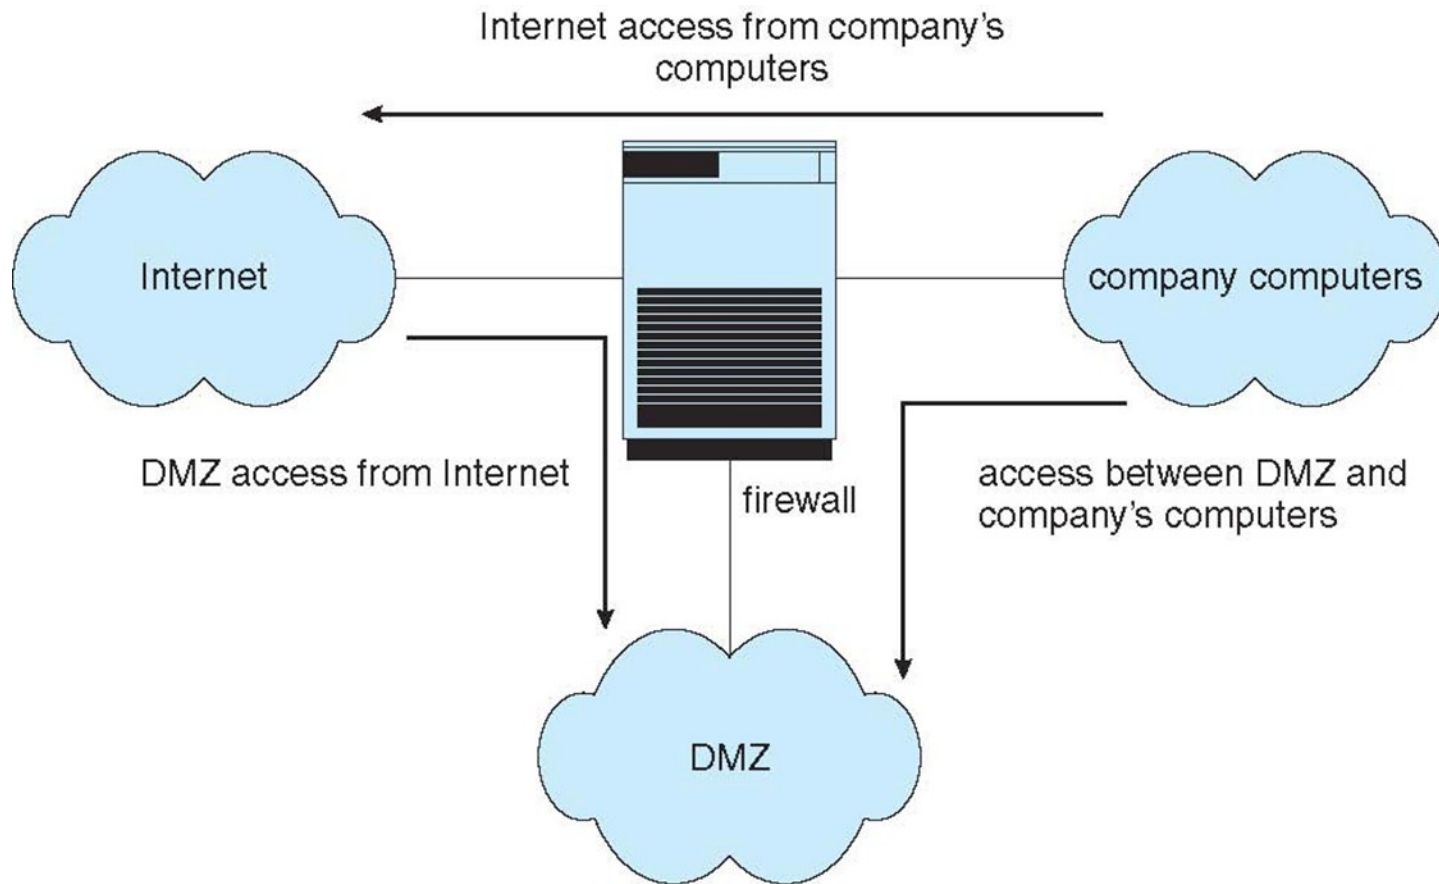 Internet access from company’s
computers
Internet
company computers
DMZ access from Internet
firewall
access between DMZ and
company’s computers
DMZ